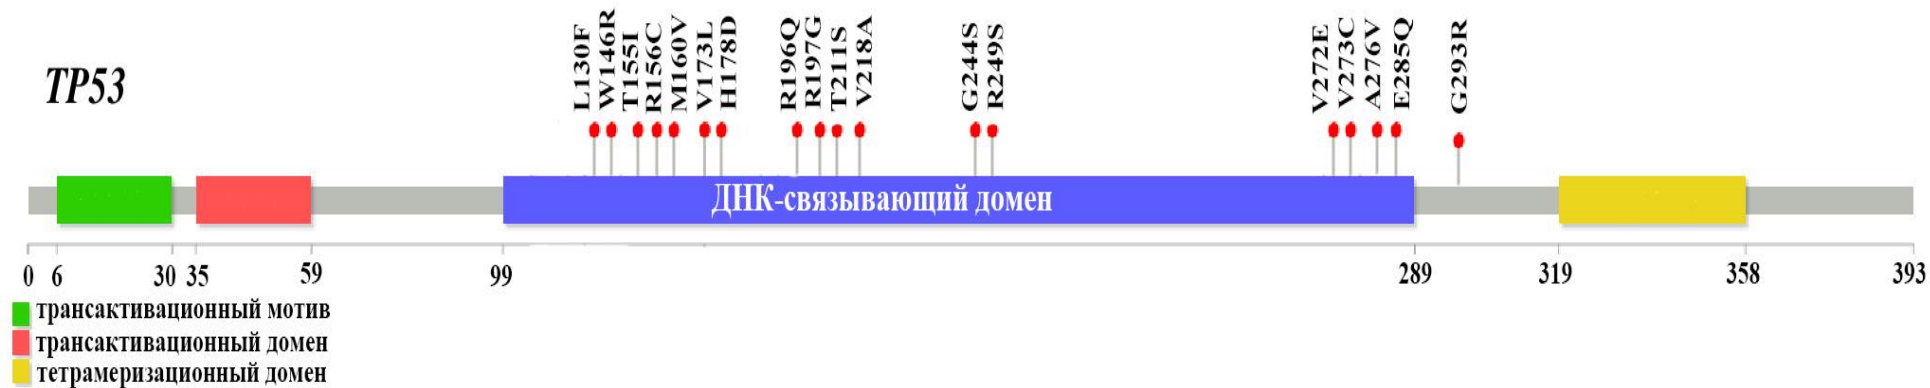 TP53
L130F
W146R
T155I
R156C
M160V
V173L
H178D
R196Q
R197G
T211S
V218A
G244S
R249S
V272E
V273C
A276V
E285Q
G293R
ДНК-связывающий домен
0 6 30 35 59 99 289 319 358 393
трансактивационный мотив
трансактивационный домен
тетрамеризационный домен